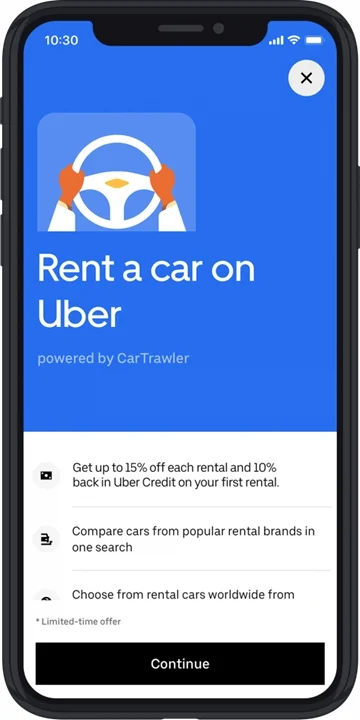 10:30
Rent a car on
Uber
powered by CarTrawler
Get up to 15% off each rental and 10%
back in Uber Credit on your first rental.
Compare cars from popular rental brands in
one search
Choose from rental cars worldwide from
* Limited-time offer
Continue